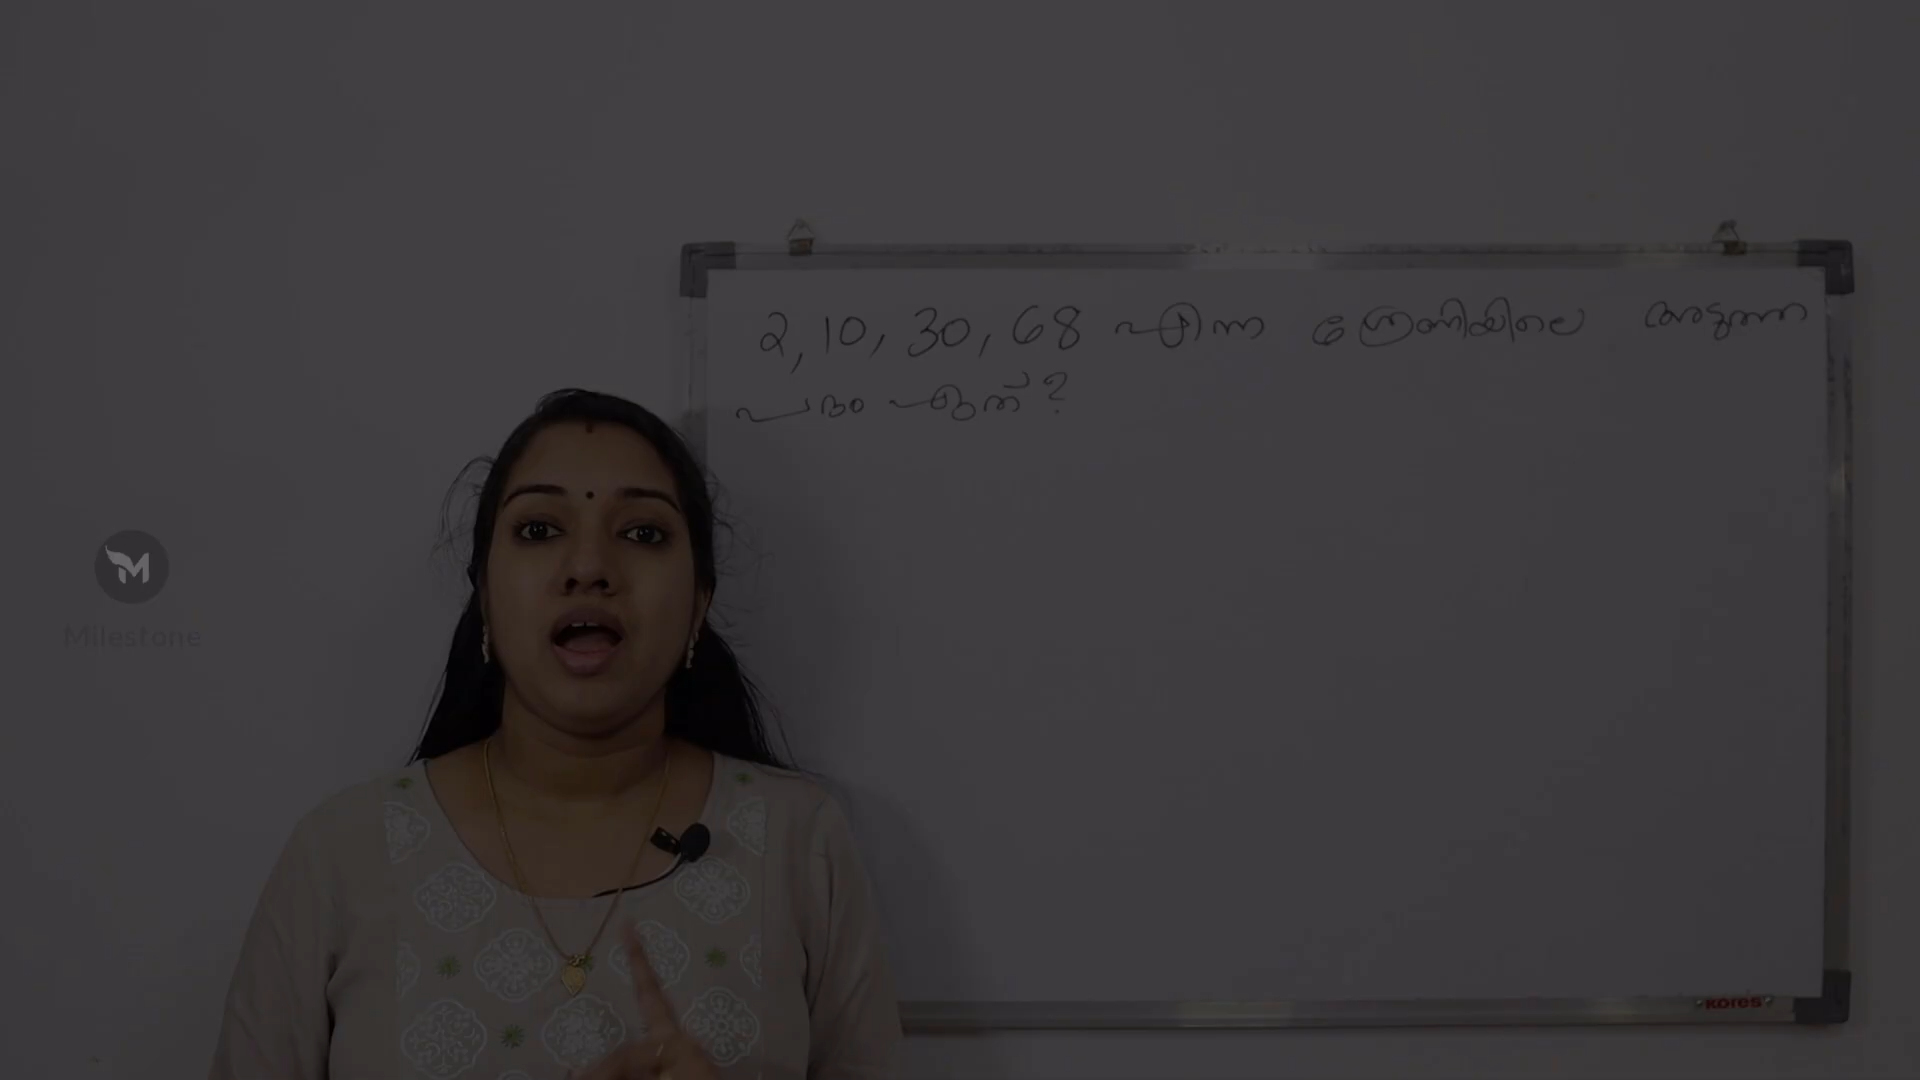 2, 10, 30, 68 എന്ന ശ്രേണിയിലെ അടുത്ത
പദം ഏത്?
Milestone
Kores